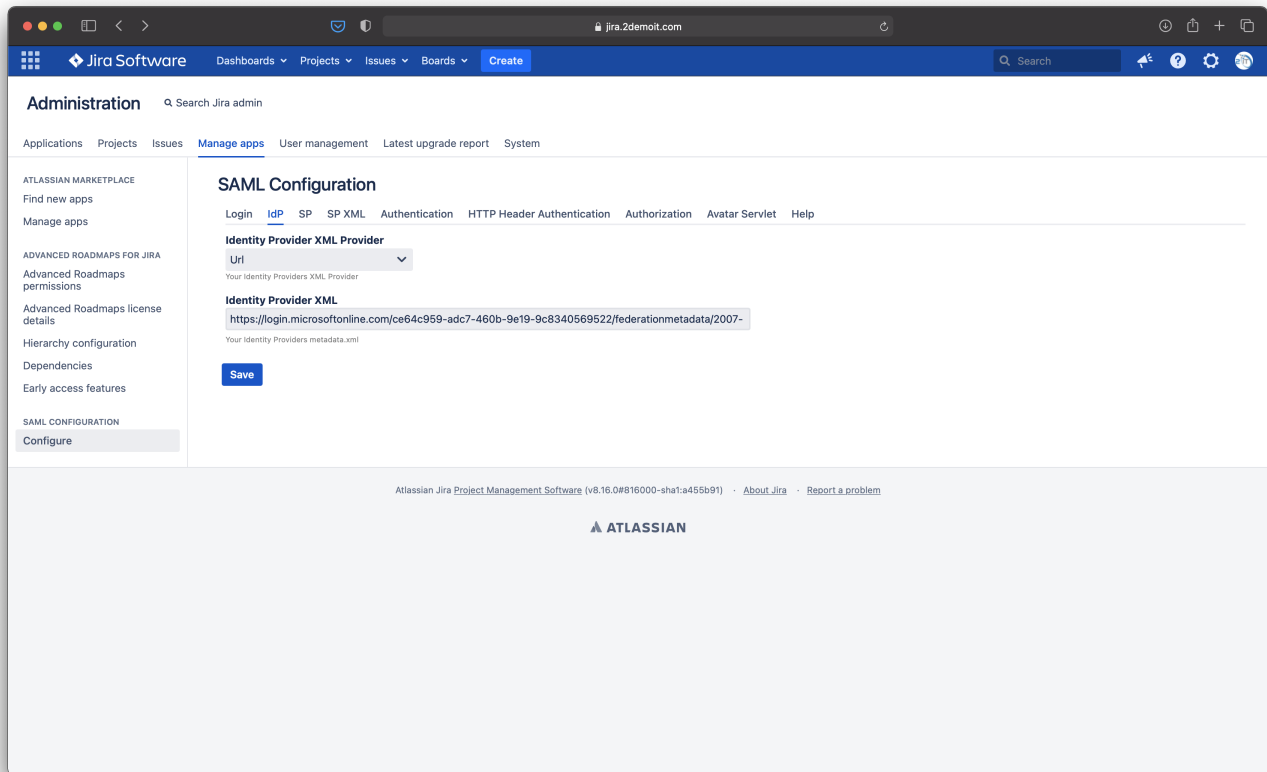 jira.2demoit.com
Jira Software Dashboards Projects Issues Boards Create Search
Administration Search Jira admin
Applications Projects Issues Manage apps User management Latest upgrade report System
ATLASSIAN MARKETPLACE
Find new apps
Manage apps
ADVANCED ROADMAPS FOR JIRA
Advanced Roadmaps
permissions
Advanced Roadmaps license
details
Hierarchy configuration
Dependencies
Early access features
SAML CONFIGURATION
Configure
SAML Configuration
Login IdP SP SP XML Authentication HTTP Header Authentication Authorization Avatar Servlet Help
Identity Provider XML Provider
Url
Your Identity Providers XML Provider
Identity Provider XML
https://login.microsoftonline.com/ce64c959-adc7-460b-9e19-9c8340569522/federationmetadata/2007-
Your Identity Providers metadata.xml
Save
Atlassian Jira Project Management Software (v8.16.0#816000-sha1:a455b91) · About Jira · Report a problem
ATLASSIAN